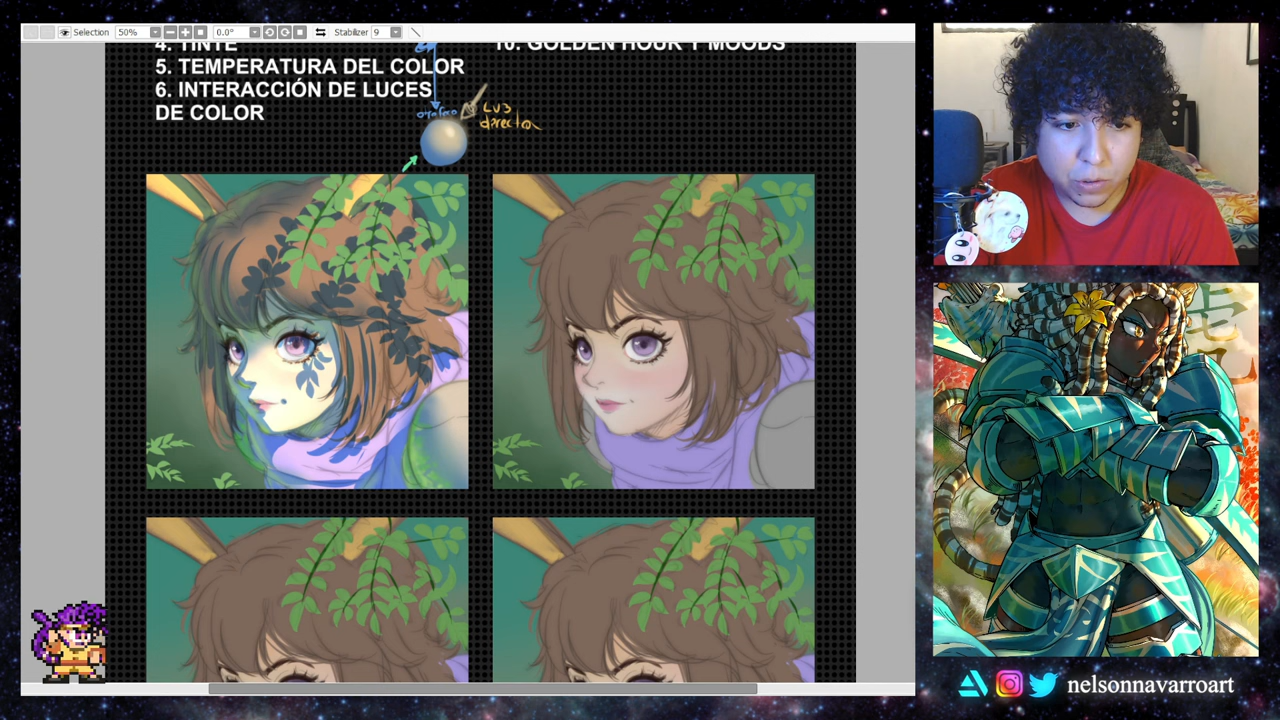 Selection 50% 0.0° Stabilizer 9
4. TINTE
5. TEMPERATURA DEL COLOR
6. INTERACCIÓN DE LUCES
DE COLOR
10. GOLDEN HOUR Y MOODS
LUZ
directa
nelsonnavarroart